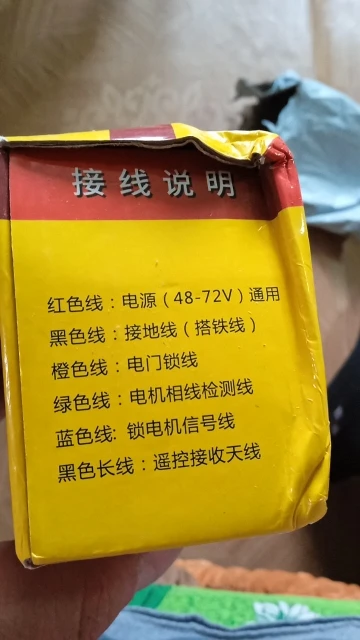 接线说明
红色线：电源（48-72V）通用
黑色线：接地线（搭铁线）
橙色线：电门锁线
绿色线：电机相线检测线
蓝色线: 锁电机信号线
黑色长线：遥控接收天线